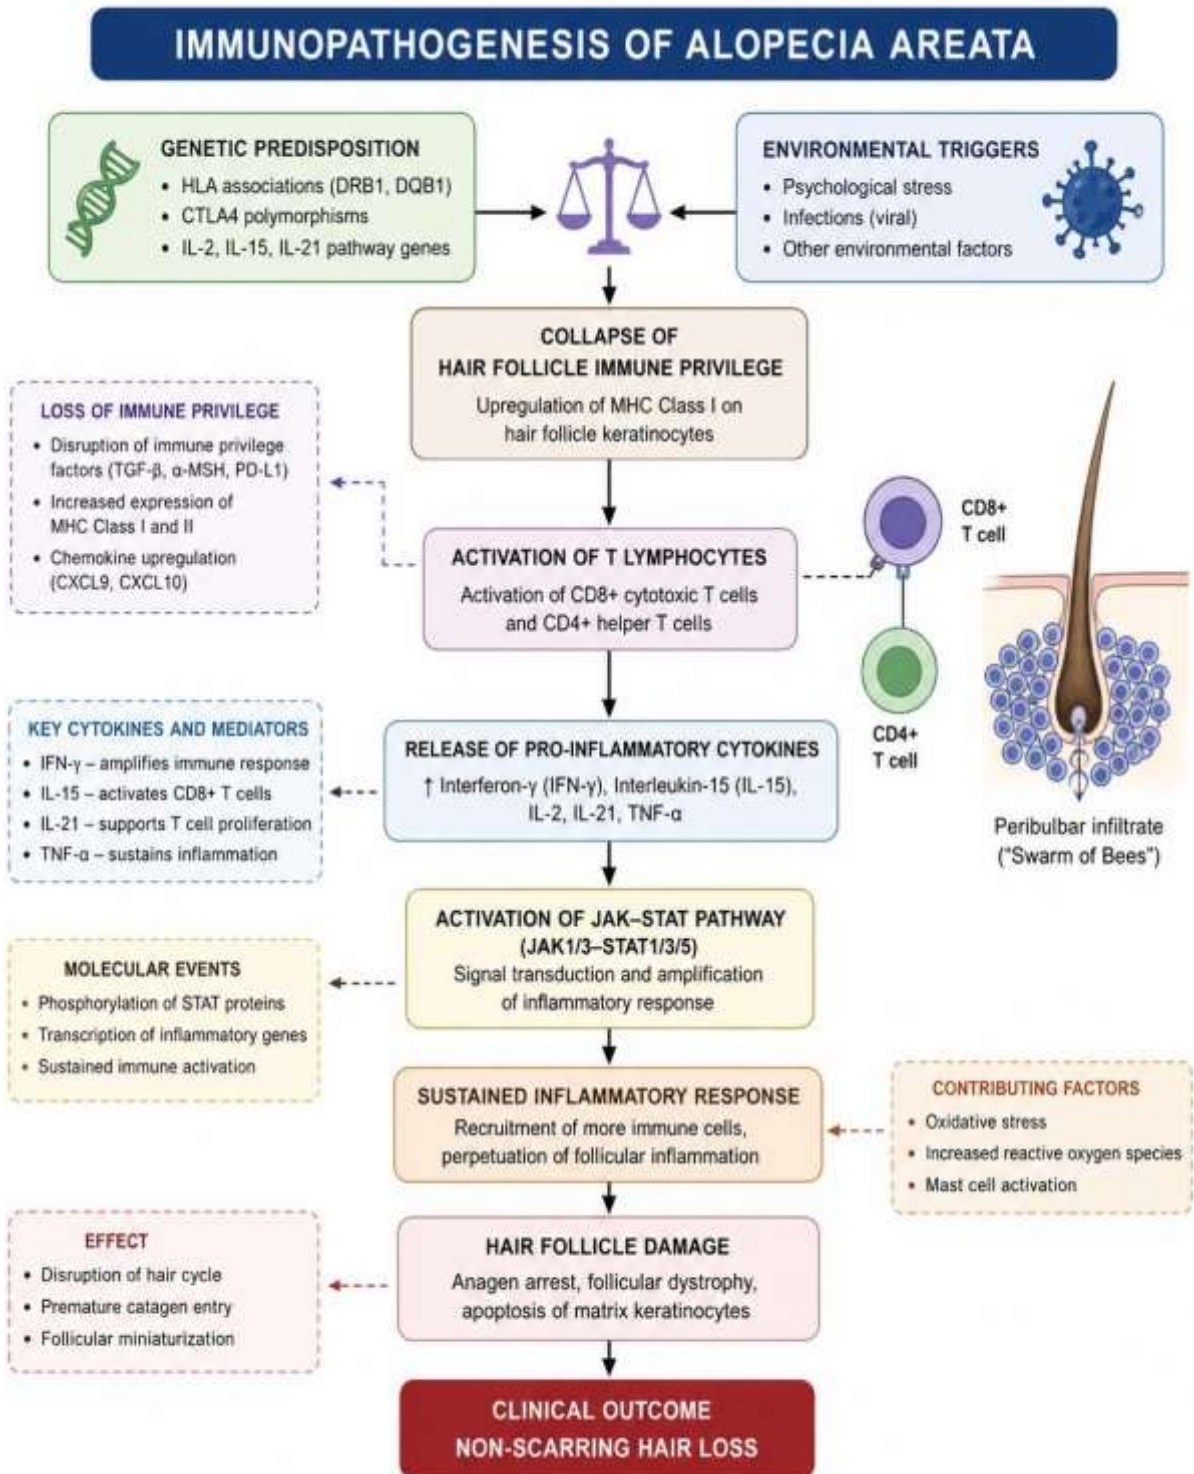 IMMUNOPATHOGENESIS OF ALOPECIA AREATA
GENETIC PREDISPOSITION
• HLA associations (DRB1, DQB1)
• CTLA4 polymorphisms
• IL-2, IL-15, IL-21 pathway genes
ENVIRONMENTAL TRIGGERS
• Psychological stress
• Infections (viral)
• Other environmental factors
COLLAPSE OF
HAIR FOLLICLE IMMUNE PRIVILEGE
Upregulation of MHC Class I on
hair follicle keratinocytes
LOSS OF IMMUNE PRIVILEGE
• Disruption of immune privilege
factors (TGF-β, α-MSH, PD-L1)
• Increased expression of
MHC Class I and II
• Chemokine upregulation
(CXCL9, CXCL10)
ACTIVATION OF T LYMPHOCYTES
Activation of CD8+ cytotoxic T cells
and CD4+ helper T cells
CD8+
T cell
CD4+
T cell
Peribulbar infiltrate
("Swarm of Bees")
KEY CYTOKINES AND MEDIATORS
• IFN-γ – amplifies immune response
• IL-15 – activates CD8+ T cells
• IL-21 – supports T cell proliferation
• TNF-α – sustains inflammation
RELEASE OF PRO-INFLAMMATORY CYTOKINES
↑ Interferon-γ (IFN-γ), Interleukin-15 (IL-15),
IL-2, IL-21, TNF-α
ACTIVATION OF JAK–STAT PATHWAY
(JAK1/3–STAT1/3/5)
Signal transduction and amplification
of inflammatory response
MOLECULAR EVENTS
• Phosphorylation of STAT proteins
• Transcription of inflammatory genes
• Sustained immune activation
SUSTAINED INFLAMMATORY RESPONSE
Recruitment of more immune cells,
perpetuation of follicular inflammation
CONTRIBUTING FACTORS
• Oxidative stress
• Increased reactive oxygen species
• Mast cell activation
EFFECT
• Disruption of hair cycle
• Premature catagen entry
• Follicular miniaturization
HAIR FOLLICLE DAMAGE
Anagen arrest, follicular dystrophy,
apoptosis of matrix keratinocytes
CLINICAL OUTCOME
NON-SCARRING HAIR LOSS